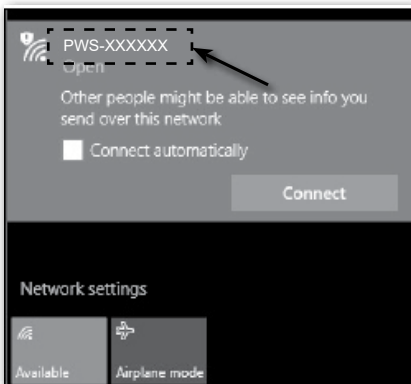 PWS-XXXXXX
Open
Other people might be able to see info you
send over this network
Connect automatically
Connect
Network settings
Available
Airplane mode